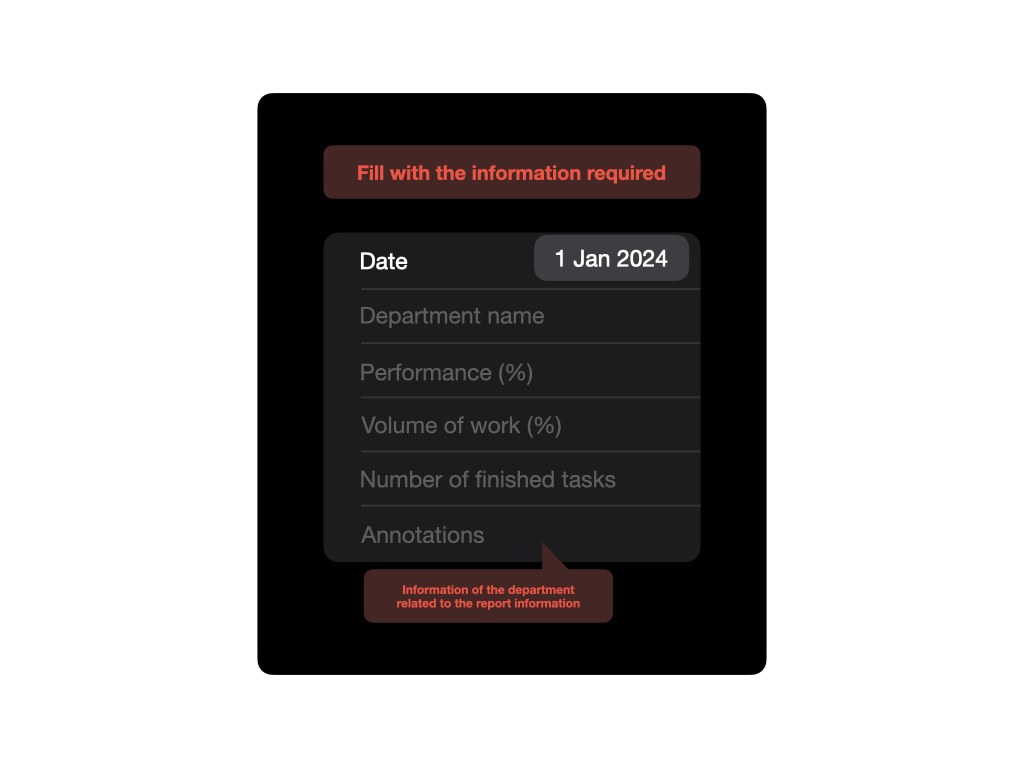 Fill with the information required
Date
1 Jan 2024
Department name
Performance (%)
Volume of work (%)
Number of finished tasks
Annotations
Information of the department
related to the report information